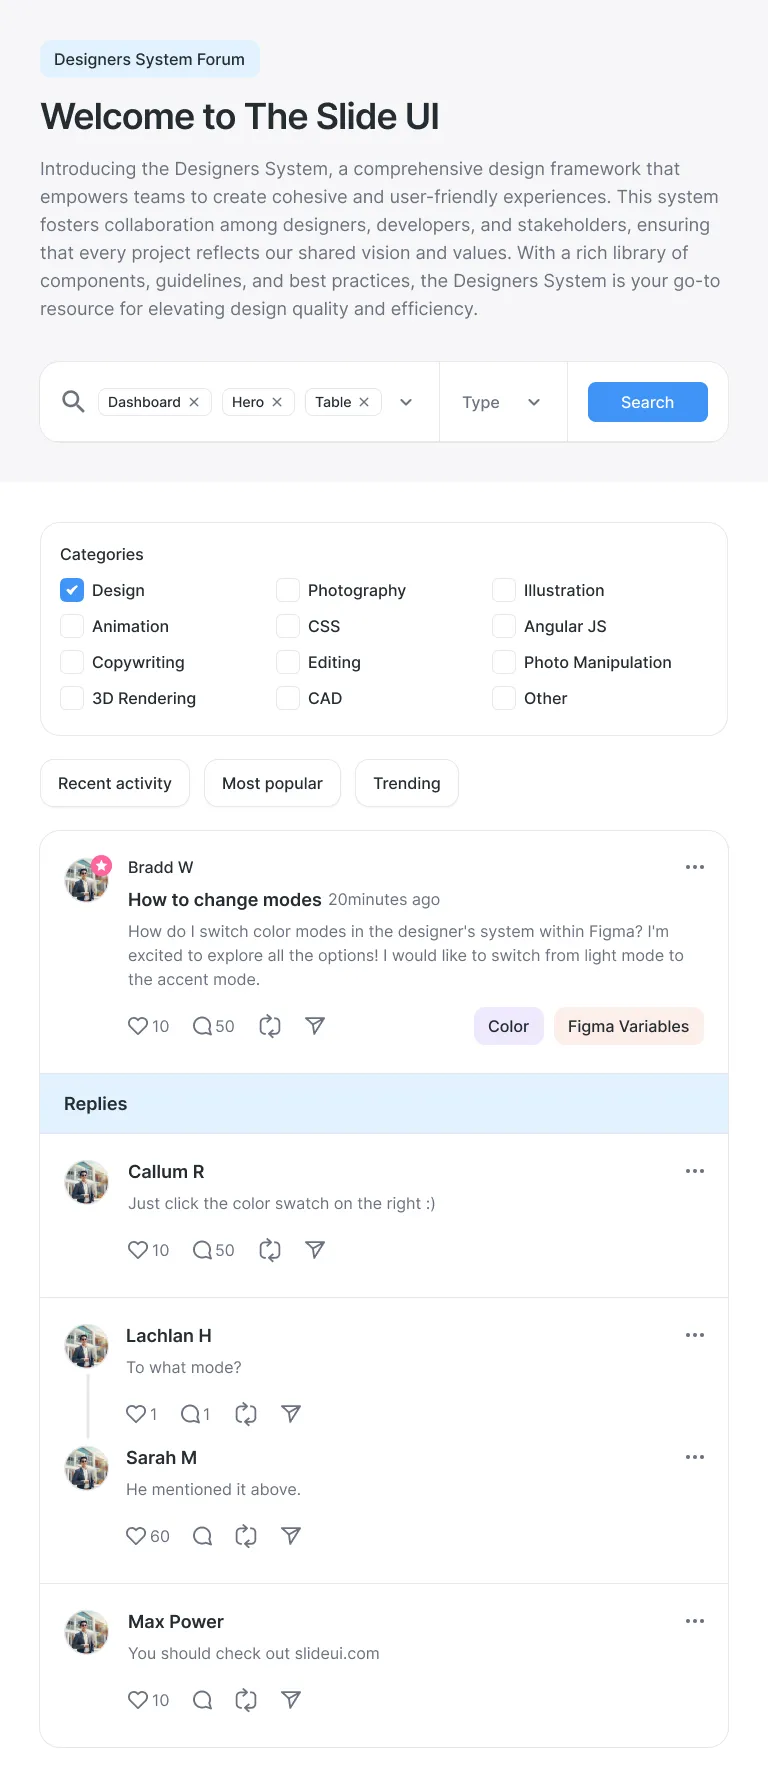 Designers System Forum
Welcome to The Slide UI
Introducing the Designers System, a comprehensive design framework that
empowers teams to create cohesive and user-friendly experiences. This system
fosters collaboration among designers, developers, and stakeholders, ensuring
that every project reflects our shared vision and values. With a rich library of
components, guidelines, and best practices, the Designers System is your go-to
resource for elevating design quality and efficiency.
Dashboard Hero Table Type Search
Categories
Design Photography Illustration
Animation CSS Angular JS
Copywriting Editing Photo Manipulation
3D Rendering CAD Other
Recent activity Most popular Trending
Bradd W
How to change modes 20minutes ago
How do I switch color modes in the designer's system within Figma? I'm
excited to explore all the options! I would like to switch from light mode to
the accent mode.
10 50 Color Figma Variables
Replies
Callum R
Just click the color swatch on the right :)
10 50
Lachlan H
To what mode?
1 1
Sarah M
He mentioned it above.
60
Max Power
You should check out slideui.com
10